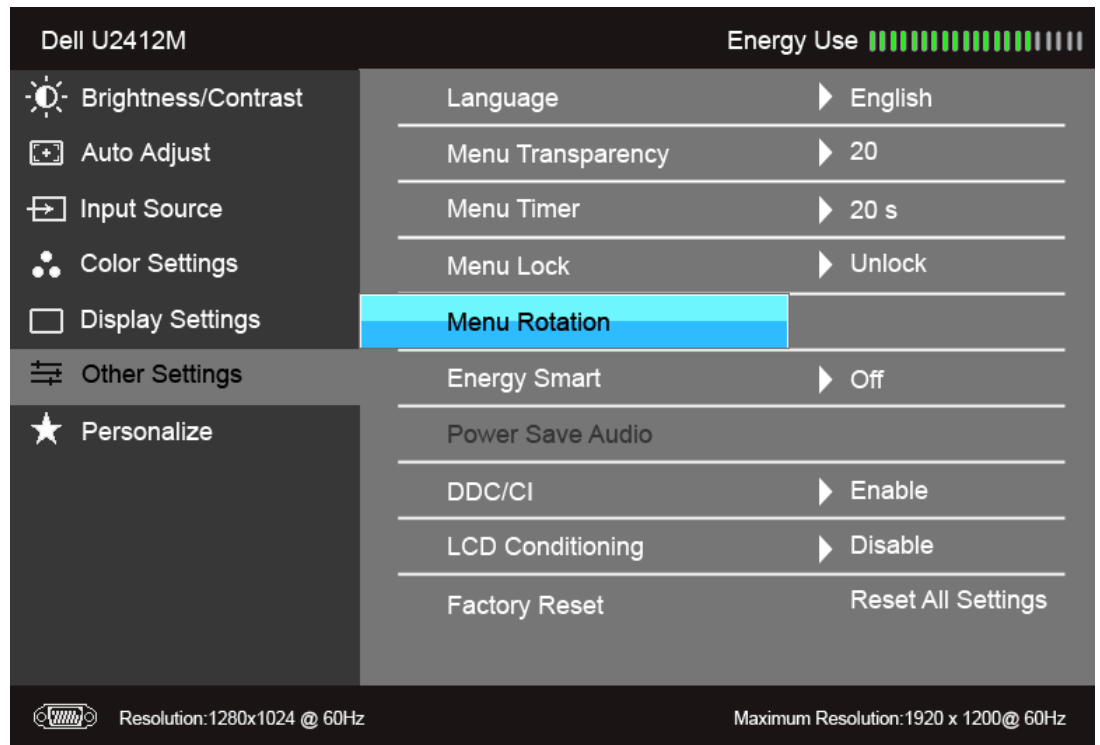 Dell U2412M Energy Use
Brightness/Contrast
Auto Adjust
Input Source
Color Settings
Display Settings
Other Settings
Personalize
Language English
Menu Transparency 20
Menu Timer 20 s
Menu Lock Unlock
Menu Rotation
Energy Smart Off
Power Save Audio
DDC/CI Enable
LCD Conditioning Disable
Factory Reset Reset All Settings
Resolution:1280x1024 @ 60Hz Maximum Resolution:1920 x 1200@ 60Hz